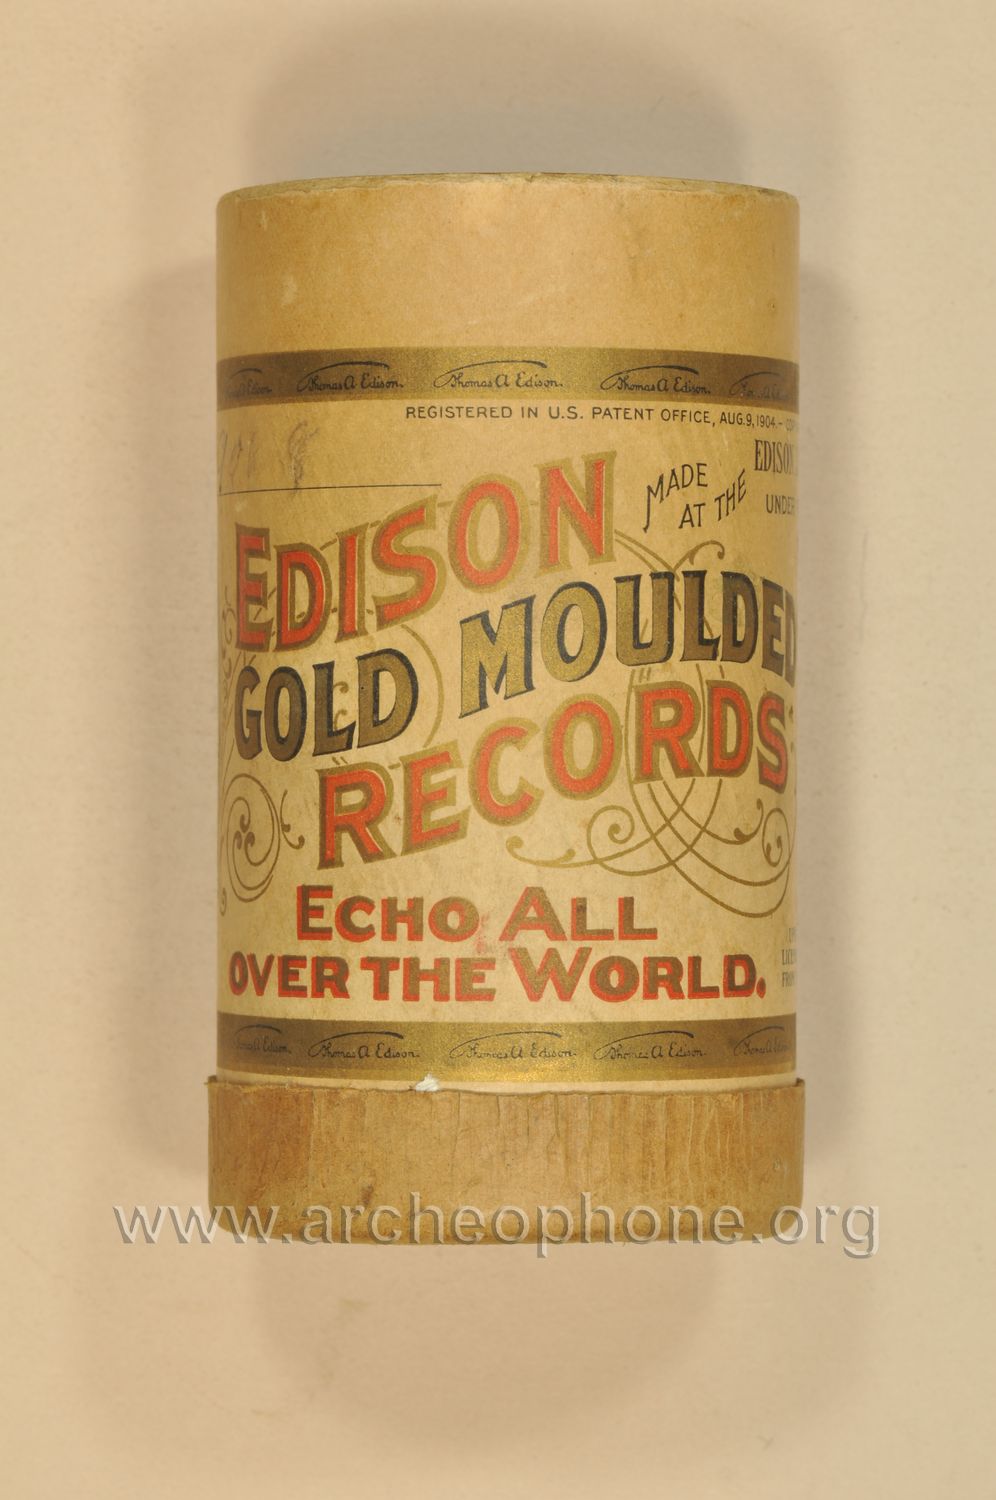 Thomas A Edison. Thomas A Edison. Thomas A Edison.
REGISTERED IN U.S. PATENT OFFICE, AUG. 9, 1904.-
EDISON
MADE AT THE
UNDER
EDISON
GOLD MOULDED
RECORDS
ECHO ALL
OVER THE WORLD.
Thomas A Edison. Thomas A Edison. Thomas A Edison.
www.archeophone.org